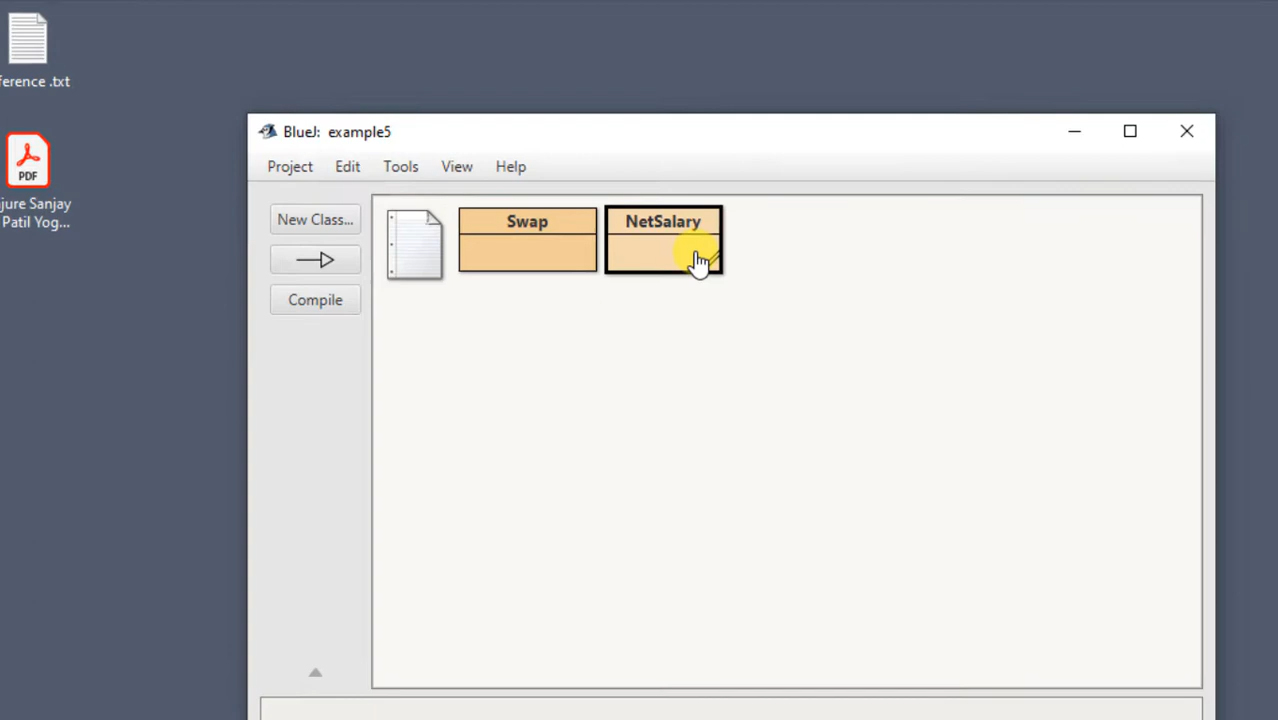 ference .txt
PDF
jure Sanjay
Patil Yog...
BlueJ: example5
Project Edit Tools View Help
New Class...
Compile
Swap
NetSalary